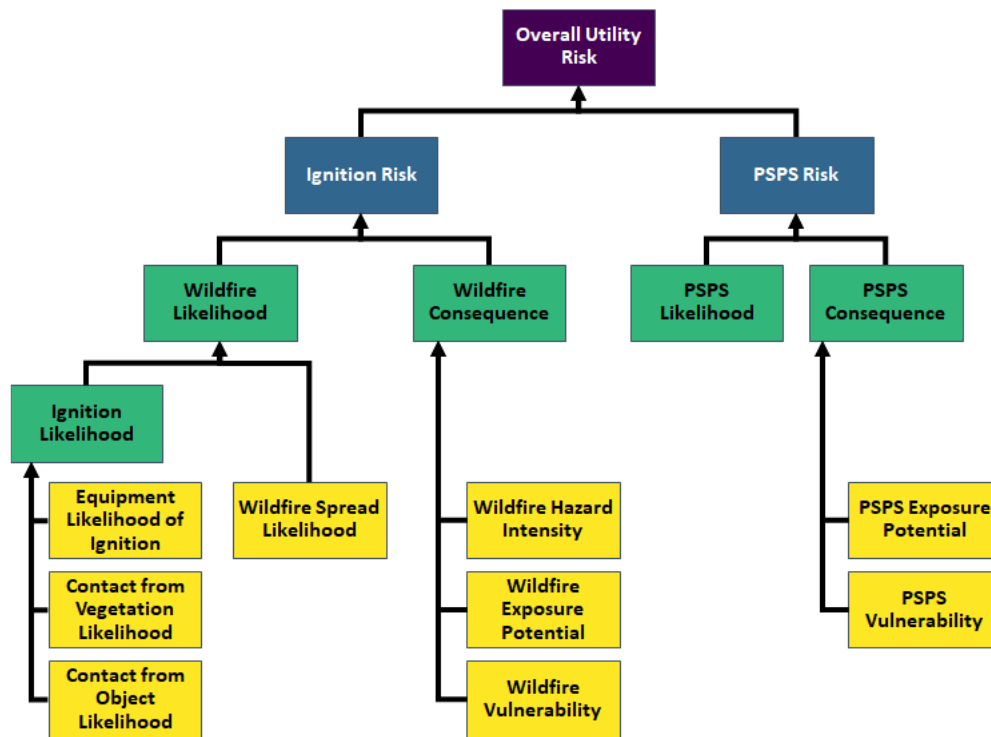 Overall Utility
Risk
Ignition Risk
PSPS Risk
Wildfire
Likelihood
Wildfire
Consequence
PSPS
Likelihood
PSPS
Consequence
Ignition
Likelihood
Equipment
Likelihood of
Ignition
Wildfire Spread
Likelihood
Wildfire Hazard
Intensity
PSPS Exposure
Potential
Contact from
Vegetation
Likelihood
Wildfire
Exposure
Potential
PSPS
Vulnerability
Contact from
Object
Likelihood
Wildfire
Vulnerability